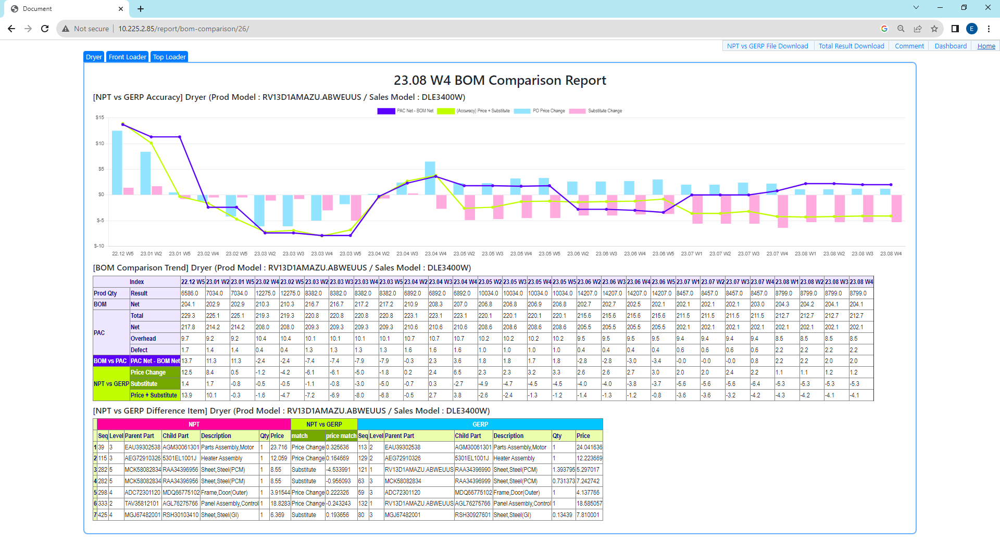 Document
Not secure 10.225.2.85/report/bom-comparison/26/
E
NPT vs GERP File Download Total Result Download Comment Dashboard Home
Dryer Front Loader Top Loader
23.08 W4 BOM Comparison Report
[NPT vs GERP Accuracy] Dryer (Prod Model : RV13D1AMAZU.ABWEUUS / Sales Model : DLE3400W)
PAC Net - BOM Net (Accuracy) Price + Substitute PO Price Change Substitute Change
$15
$10
$5
$0
$-5
$-10
22.12 W5 23.01 W2 23.01 W5 23.02 W4 23.02 W5 23.03 W2 23.03 W3 23.03 W4 23.03 W5 23.04 W2 23.04 W3 23.04 W4 23.05 W2 23.05 W3 23.05 W4 23.05 W5 23.06 W2 23.06 W3 23.06 W4 23.06 W5 23.07 W1 23.07 W2 23.07 W3 23.07 W4 23.08 W1 23.08 W2 23.08 W3 23.08 W4
[BOM Comparison Trend] Dryer (Prod Model : RV13D1AMAZU.ABWEUUS / Sales Model : DLE3400W)
Index 22.12 W5 23.01 W2 23.01 W5 23.02 W4 23.02 W5 23.03 W2 23.03 W3 23.03 W4 23.03 W5 23.04 W2 23.04 W3 23.04 W4 23.05 W2 23.05 W3 23.05 W4 23.05 W5 23.06 W2 23.06 W3 23.06 W4 23.06 W5 23.07 W1 23.07 W2 23.07 W3 23.07 W4 23.08 W1 23.08 W2 23.08 W3 23.08 W4
Prod Qty Result 6586.0 7034.0 7034.0 12275.0 12275.0 8382.0 8382.0 8382.0 8382.0 6892.0 6892.0 6892.0 10034.0 10034.0 10034.0 10034.0 14207.0 14207.0 14207.0 14207.0 8457.0 8457.0 8457.0 8457.0 8799.0 8799.0 8799.0 8799.0
BOM Net 204.1 202.9 202.9 210.3 210.3 216.7 216.7 217.2 217.2 210.9 208.3 207.0 206.8 206.8 206.9 206.8 202.7 202.7 202.5 202.1 202.1 202.1 202.1 203.0 204.3 204.2 204.1 204.1
PAC Total 229.3 225.1 225.1 219.3 219.3 220.8 220.8 220.8 220.8 223.1 223.1 223.1 220.1 220.1 220.1 220.1 215.6 215.6 215.6 215.6 211.5 211.5 211.5 211.5 212.7 212.7 212.7 212.7
Net 217.8 214.2 214.2 208.0 208.0 209.3 209.3 209.3 209.3 210.6 210.6 210.6 208.6 208.6 208.6 208.6 205.5 205.5 205.5 205.5 202.1 202.1 202.1 202.1 202.1 202.1 202.1 202.1
Overhead 9.7 9.2 9.2 10.4 10.4 10.1 10.1 10.1 10.1 10.7 10.7 10.7 10.2 10.2 10.2 10.2 9.5 9.5 9.5 9.5 9.4 9.4 9.4 9.4 8.5 8.5 8.5 8.5
Defect 1.7 1.4 1.4 0.4 0.4 1.3 1.3 1.3 1.3 1.6 1.6 1.6 1.0 1.0 1.0 1.0 0.4 0.4 0.4 0.4 0.6 0.6 0.6 0.6 2.2 2.2 2.2 2.2
BOM vs PAC PAC Net - BOM Net 13.7 11.3 11.3 -2.4 -2.4 -7.4 -7.4 -7.9 -7.9 -0.3 2.3 3.6 1.8 1.8 1.7 1.8 -2.8 -2.8 -3.0 -3.4 -0.0 -0.0 -0.0 0.8 2.2 2.2 2.0 2.0
NPT vs GERP Price Change 12.5 8.4 0.5 -1.2 -4.2 -6.1 -6.1 -5.0 -1.8 0.2 2.4 6.5 2.3 2.3 3.2 3.3 2.6 2.6 2.7 3.0 2.0 2.0 2.4 2.2 1.1 1.1 1.2 1.2
Substitute 1.4 1.7 -0.8 -0.5 -0.5 -1.1 -0.8 -3.0 -5.0 -0.7 0.3 -2.7 -4.9 -4.7 -4.5 -4.5 -4.0 -4.0 -3.8 -3.7 -5.6 -5.6 -5.6 -6.4 -5.3 -5.3 -5.3 -5.3
Price + Substitute 13.9 10.1 -0.3 -1.6 -4.7 -7.2 -6.9 -8.0 -6.8 -0.5 2.7 3.8 -2.6 -2.4 -1.3 -1.2 -1.4 -1.3 -1.2 -0.8 -3.6 -3.6 -3.2 -4.2 -4.3 -4.2 -4.1 -4.1
[NPT vs GERP Difference Item] Dryer (Prod Model : RV13D1AMAZU.ABWEUUS / Sales Model : DLE3400W)
NPT NPT vs GERP GERP
Seq Level Parent Part Child Part Description Qty Price match price match Seq Level Parent Part Child Part Description Qty Price
1 39 3 EAU39302538 AGM30061301 Parts Assembly,Motor 1 23.716 Price Change 0.325636 113 2 EAU39302538 AGM30061301 Parts Assembly,Motor 1 24.041636
2 115 3 AEG72910326 5301EL1001J Heater Assembly 1 12.059 Price Change 0.164669 129 2 AEG72910326 5301EL1001J Heater Assembly 1 12.223669
3 282 5 MCK58082834 RAA34396956 Sheet,Steel(PCM) 1 8.55 Substitute -4.533991 121 1 RV13D1AMAZU.ABWEUUS RAA34396990 Sheet,Steel(PCM) 1.393795 5.297017
4 282 5 MCK58082834 RAA34396956 Sheet,Steel(PCM) 1 8.55 Substitute -0.956093 63 3 MCK58082834 RAA34396999 Sheet,Steel(PCM) 0.731373 7.242742
5 298 4 ADC72301120 MDQ66775102 Frame,Door(Outer) 1 3.91544 Price Change 0.222326 59 3 ADC72301120 MDQ66775102 Frame,Door(Outer) 1 4.137766
6 333 2 TAV35812101 AGL76275766 Panel Assembly,Control 1 18.8283 Price Change -0.243243 132 1 RV13D1AMAZU.ABWEUUS AGL76275766 Panel Assembly,Control 1 18.585057
7 425 4 MGJ67482001 RSH30103410 Sheet,Steel(GI) 1 6.369 Substitute 0.193656 80 3 MGJ67482001 RSH30927601 Sheet,Steel(GI) 0.13439 7.810001